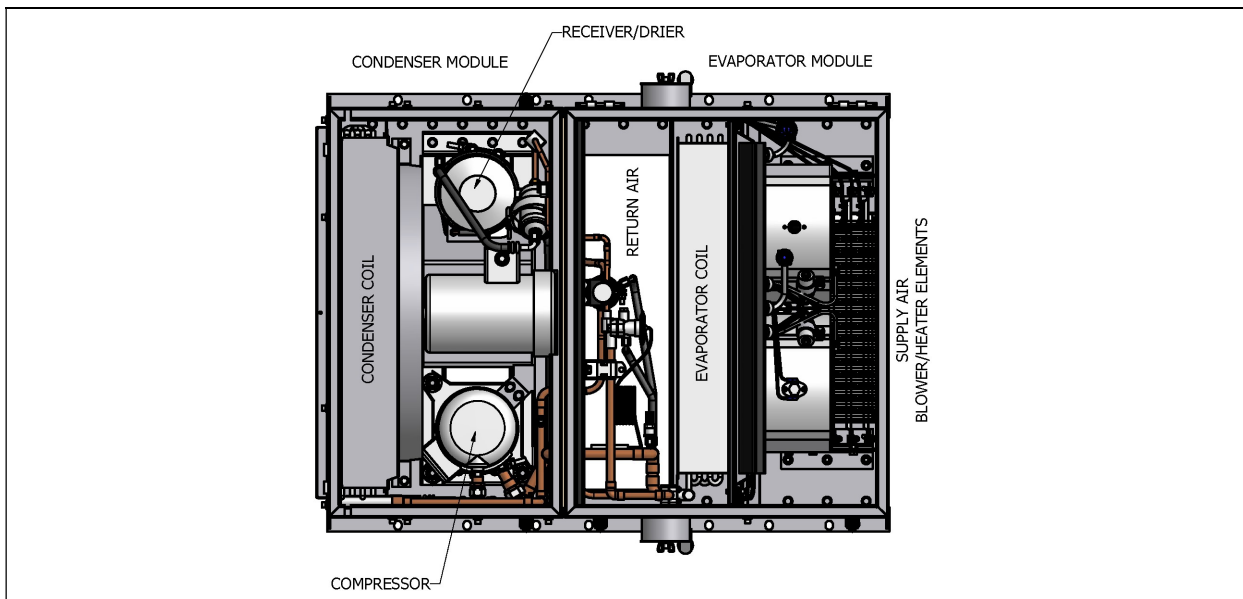 RECEIVER/DRIER
CONDENSER MODULE
EVAPORATOR MODULE
CONDENSER COIL
RETURN AIR
EVAPORATOR COIL
SUPPLY AIR
BLOWER/HEATER ELEMENTS
COMPRESSOR